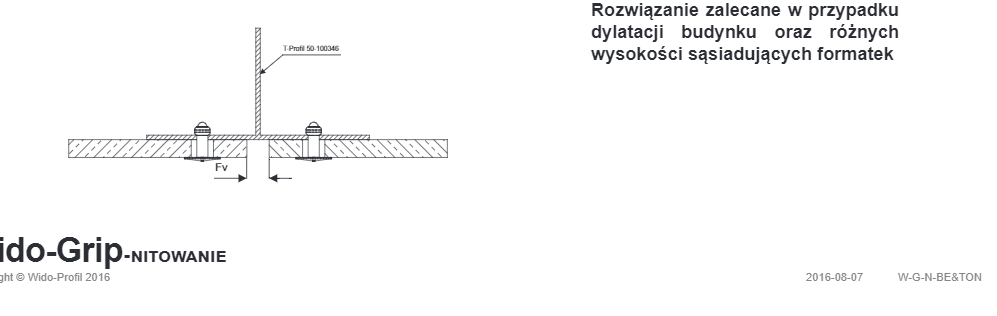 Rozwiązanie zalecane w przypadku
dylatacji budynku oraz różnych
wysokości sąsiadujących formatek
T-Profil 50-100346
Fv
ido-Grip-NITOWANIE
ght © Wido-Profil 2016
2016-08-07
W-G-N-BE&TON